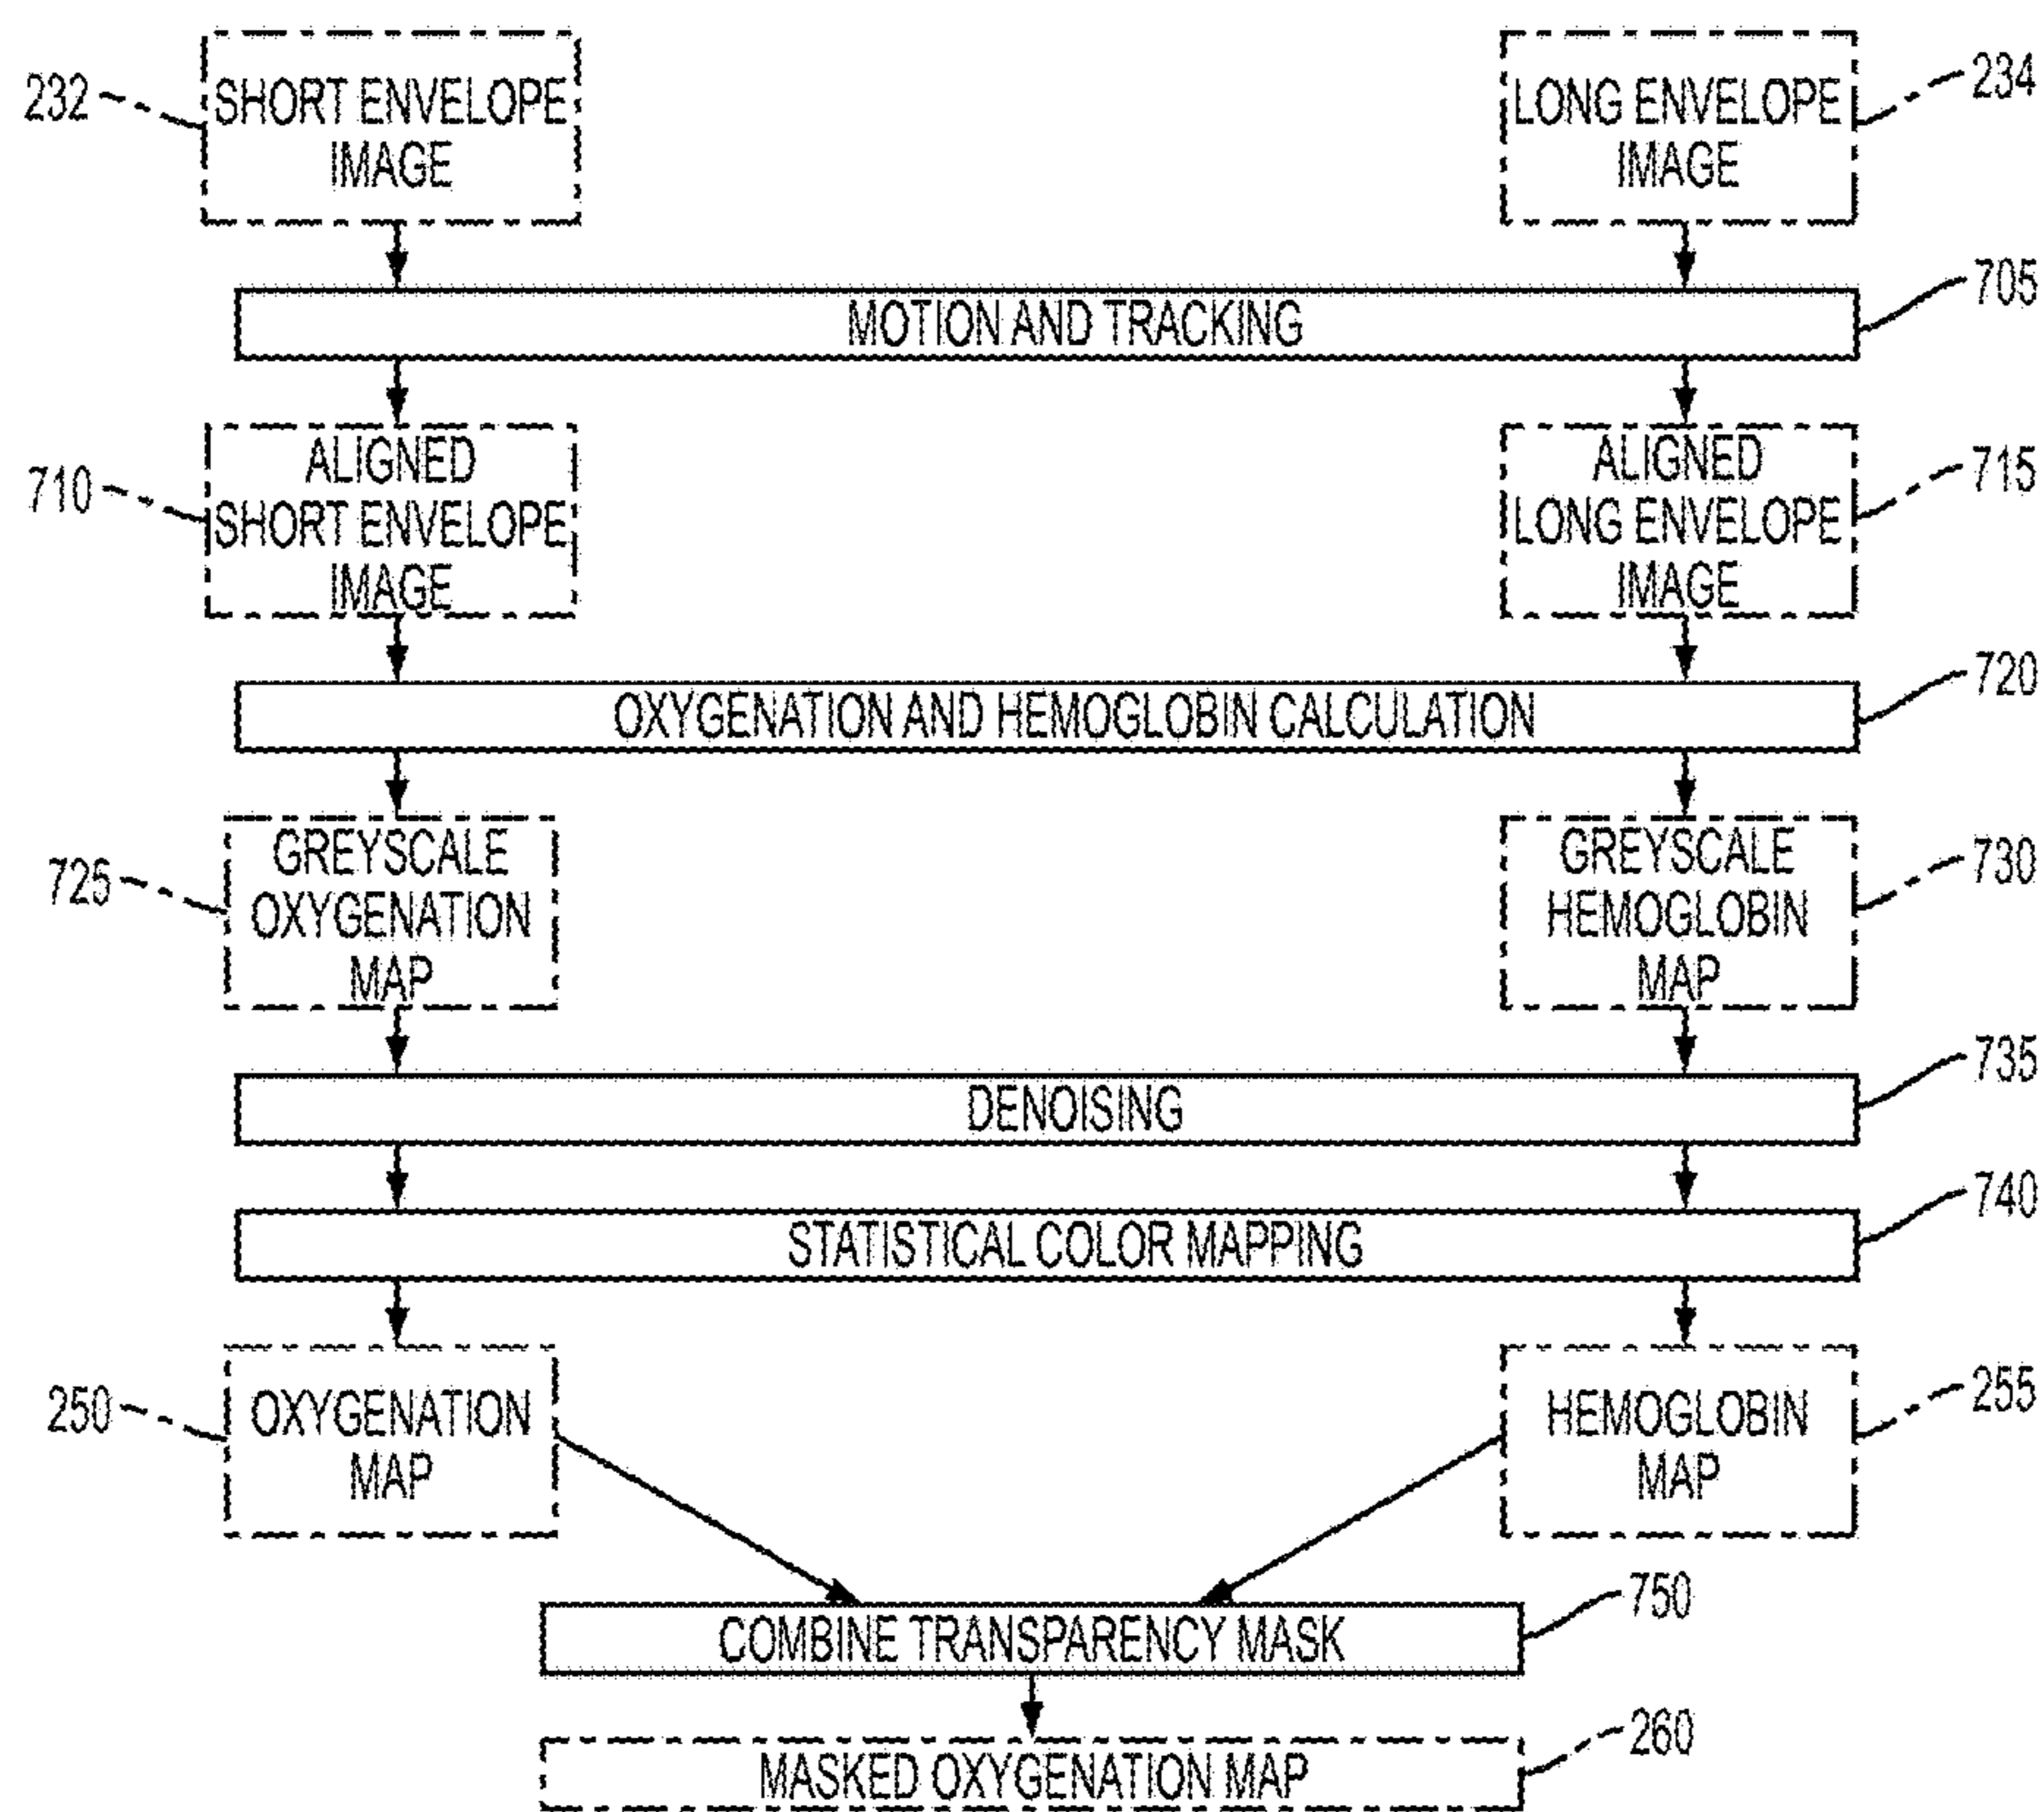 232
SHORT ENVELOPE
IMAGE
LONG ENVELOPE
IMAGE
234
MOTION AND TRACKING
705
710
ALIGNED
SHORT ENVELOPE
IMAGE
ALIGNED
LONG ENVELOPE
IMAGE
715
OXYGENATION AND HEMOGLOBIN CALCULATION
720
725
GREYSCALE
OXYGENATION
MAP
GREYSCALE
HEMOGLOBIN
MAP
730
DENOISING
735
STATISTICAL COLOR MAPPING
740
250
OXYGENATION
MAP
HEMOGLOBIN
MAP
255
COMBINE TRANSPARENCY MASK
750
MASKED OXYGENATION MAP
260